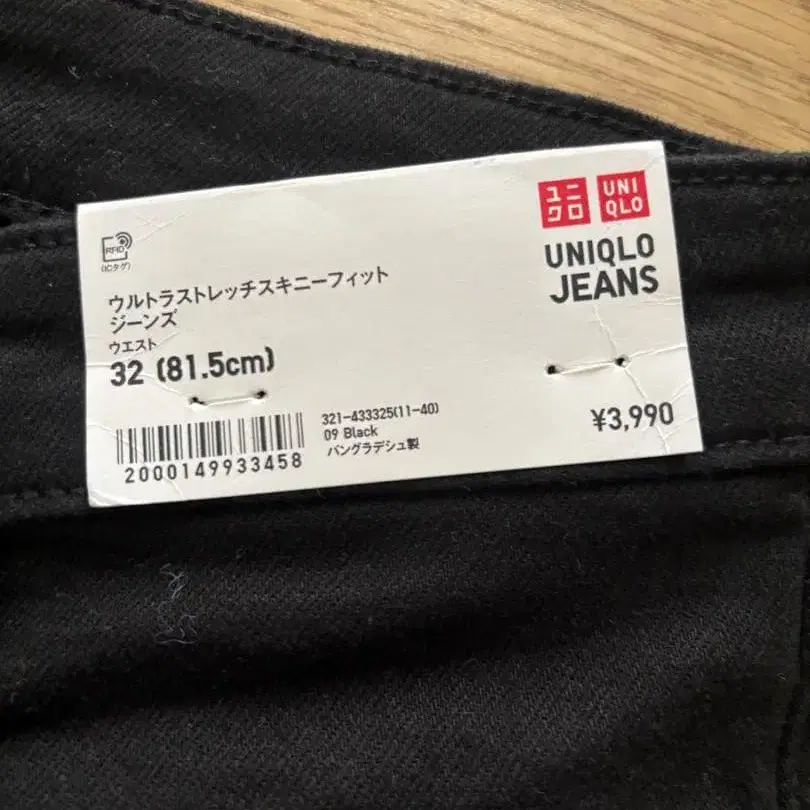 ユニ
クロ
UNI
QLO
UNIQLO
JEANS
RFID
(ICタグ)
ウルトラストレッチスキニーフィット
ジーンズ
ウエスト
32 (81.5cm)
2000149933458
321-433325(11-40)
09 Black
バングラデシュ製
¥3,990